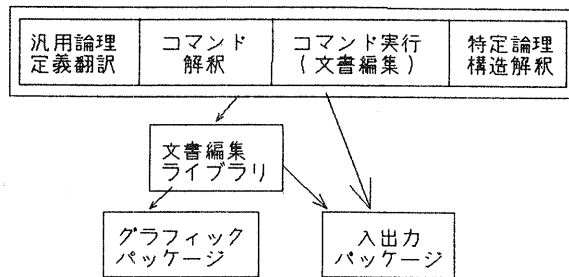 汎用論理
定義翻訳
コマンド
解釈
コマンド実行
(文書編集)
特定論理
構造解釈
文書編集
ライブラリ
グラフィック
パッケージ
入出力
パッケージ